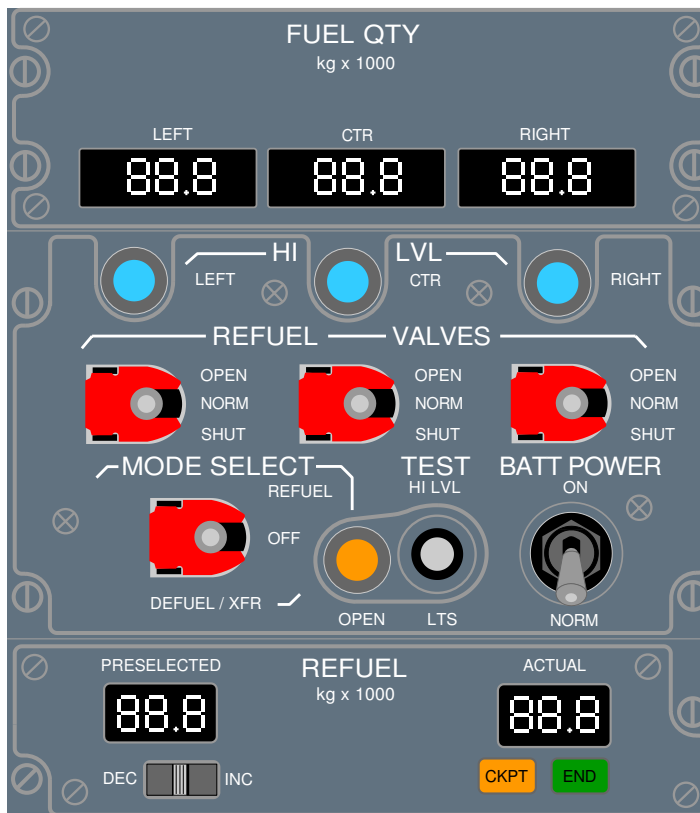 FUEL QTY
kg x 1000
LEFT CTR RIGHT
88.8 88.8 88.8
HI LVL
LEFT CTR RIGHT
REFUEL VALVES
OPEN OPEN OPEN
NORM NORM NORM
SHUT SHUT SHUT
MODE SELECT TEST BATT POWER
REFUEL HI LVL ON
OFF
DEFUEL / XFR
OPEN LTS NORM
PRESELECTED REFUEL ACTUAL
kg x 1000
88.8 88.8
DEC INC CKPT END